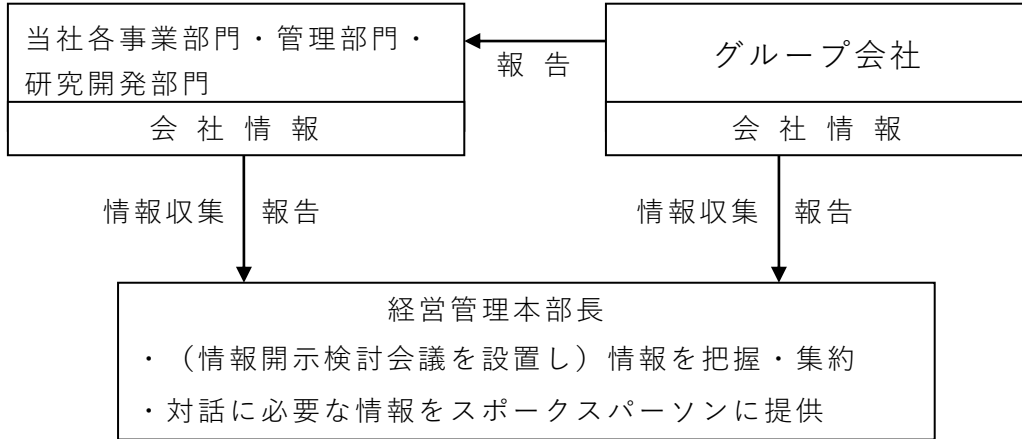 当社各事業部門・管理部門・
研究開発部門
会社情報
報告
グループ会社
会社情報
情報収集 報告
情報収集 報告
経営管理本部長
・（情報開示検討会議を設置し）情報を把握・集約
・対話に必要な情報をスポークスパーソンに提供